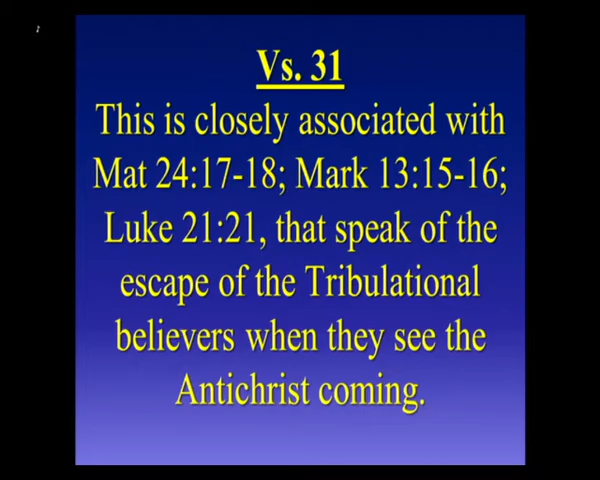 Vs. 31
This is closely associated with
Mat 24:17-18; Mark 13:15-16;
Luke 21:21, that speak of the
escape of the Tribulational
believers when they see the
Antichrist coming.